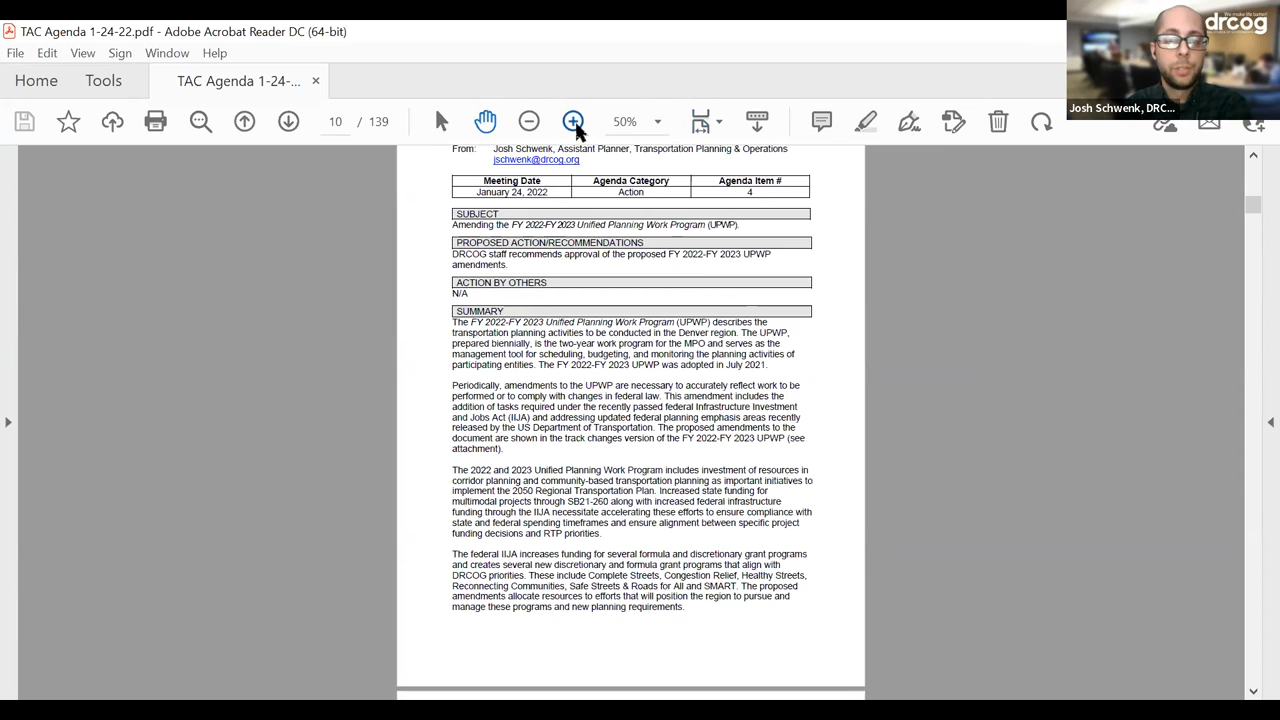 TAC Agenda 1-24-22.pdf - Adobe Acrobat Reader DC (64-bit)
File Edit View Sign Window Help
Home Tools TAC Agenda 1-24-... ×
10 / 139 50%
We make life better!
drcog
Josh Schwenk, DRC...
From: Josh Schwenk, Assistant Planner, Transportation Planning & Operations
jschwenk@drcog.org
Meeting Date Agenda Category Agenda Item #
January 24, 2022 Action 4
SUBJECT
Amending the FY 2022-FY 2023 Unified Planning Work Program (UPWP).
PROPOSED ACTION/RECOMMENDATIONS
DRCOG staff recommends approval of the proposed FY 2022-FY 2023 UPWP
amendments.
ACTION BY OTHERS
N/A
SUMMARY
The FY 2022-FY 2023 Unified Planning Work Program (UPWP) describes the
transportation planning activities to be conducted in the Denver region. The UPWP,
prepared biennially, is the two-year work program for the MPO and serves as the
management tool for scheduling, budgeting, and monitoring the planning activities of
participating entities. The FY 2022-FY 2023 UPWP was adopted in July 2021.
Periodically, amendments to the UPWP are necessary to accurately reflect work to be
performed or to comply with changes in federal law. This amendment includes the
addition of tasks required under the recently passed federal Infrastructure Investment
and Jobs Act (IIJA) and addressing updated federal planning emphasis areas recently
released by the US Department of Transportation. The proposed amendments to the
document are shown in the track changes version of the FY 2022-FY 2023 UPWP (see
attachment).
The 2022 and 2023 Unified Planning Work Program includes investment of resources in
corridor planning and community-based transportation planning as important initiatives to
implement the 2050 Regional Transportation Plan. Increased state funding for
multimodal projects through SB21-260 along with increased federal infrastructure
funding through the IIJA necessitate accelerating these efforts to ensure compliance with
state and federal spending timeframes and ensure alignment between specific project
funding decisions and RTP priorities.
The federal IIJA increases funding for several formula and discretionary grant programs
and creates several new discretionary and formula grant programs that align with
DRCOG priorities. These include Complete Streets, Congestion Relief, Healthy Streets,
Reconnecting Communities, Safe Streets & Roads for All and SMART. The proposed
amendments allocate resources to efforts that will position the region to pursue and
manage these programs and new planning requirements.